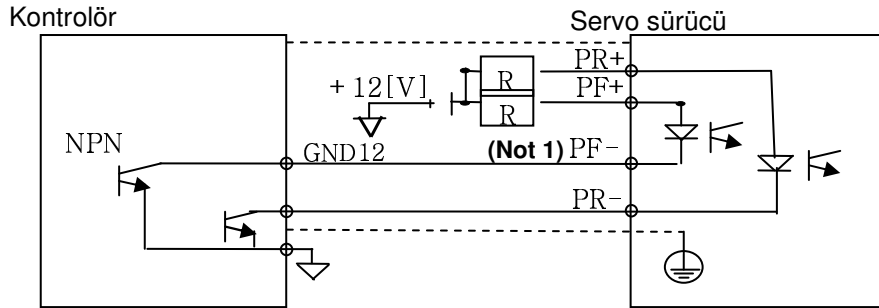 Kontrolör
Servo sürücü
PR+
R
+12[V]
PF+
R
NPN
GND12
(Not 1) PF-
PR-